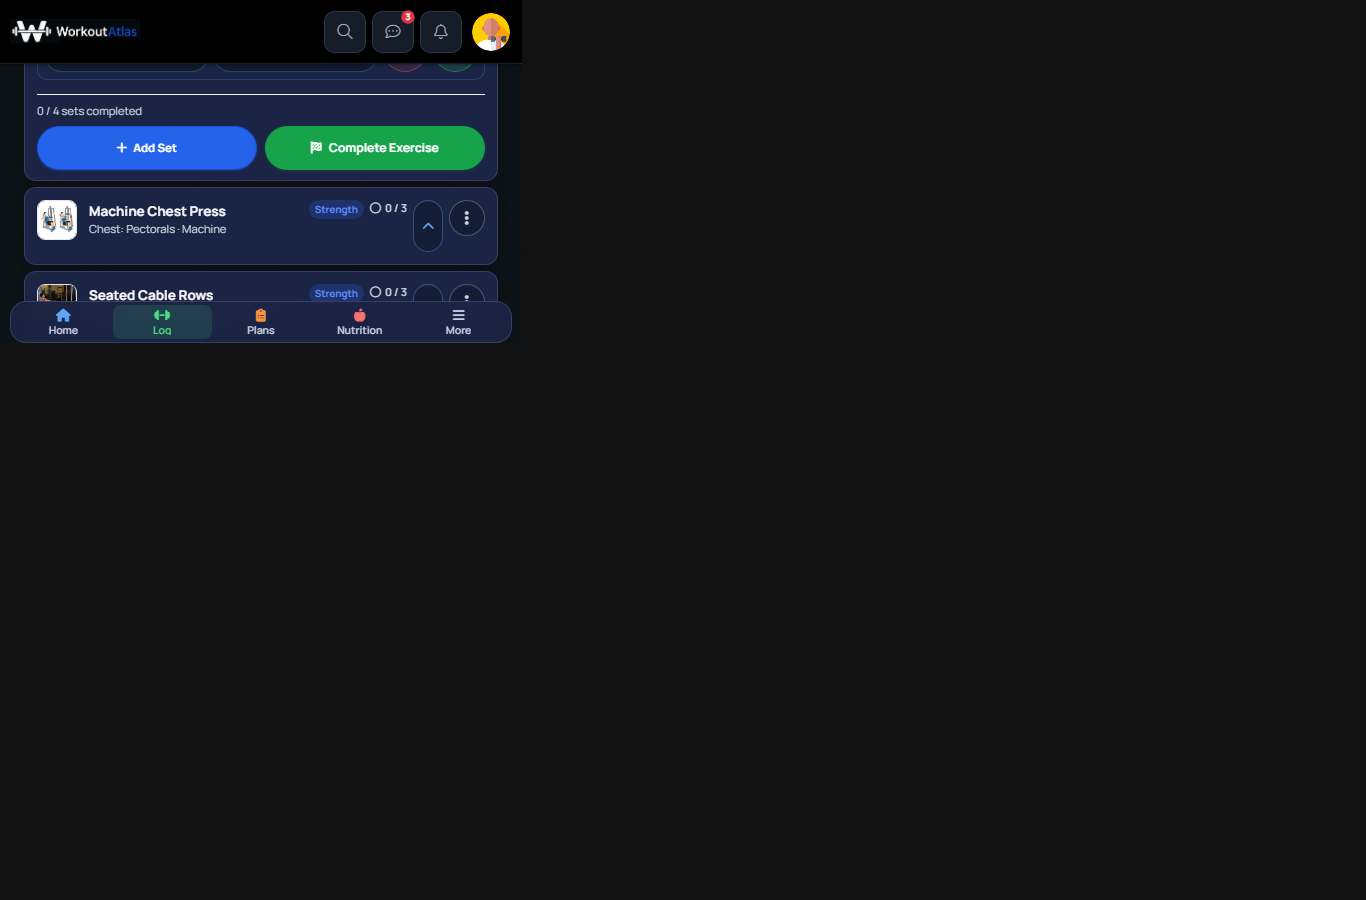 WorkoutAtlas
3
0 / 4 sets completed
Add Set
Complete Exercise
Machine Chest Press
Strength
0 / 3
Chest: Pectorals · Machine
Seated Cable Rows
Strength
0 / 3
Home
Log
Plans
Nutrition
More